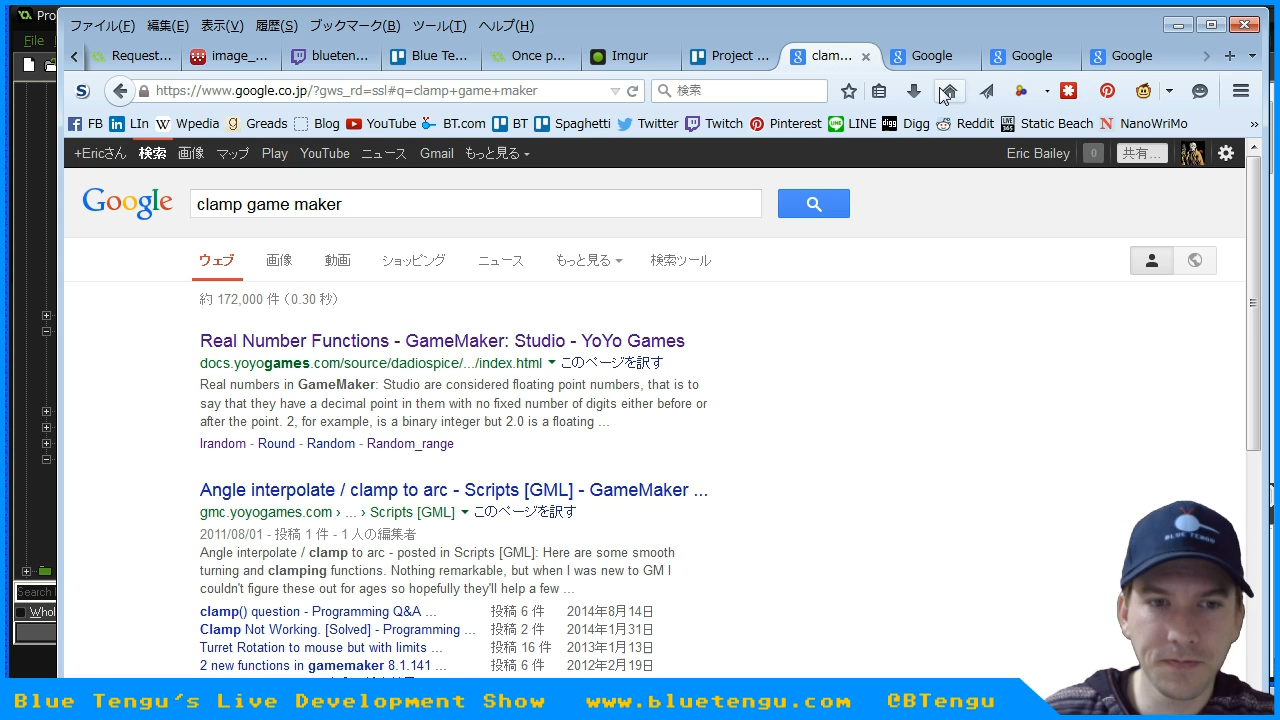 Pro
ファイル(F) 編集(E) 表示(V) 履歴(S) ブックマーク(B) ツール(T) ヘルプ(H)
File
Request... image_... blueten... Blue Te... Once p... Imgur Project ... clam... Google Google Google
https://www.google.co.jp/?gws_rd=ssl#q=clamp+game+maker 検索
FB LIn Wpedia Greads Blog YouTube BT.com BT Spaghetti Twitter Twitch Pinterest LINE Digg Reddit Static Beach NanoWriMo
+Ericさん 検索 画像 マップ Play YouTube ニュース Gmail もっと見る Eric Bailey 0 共有...
Google clamp game maker
ウェブ 画像 動画 ショッピング ニュース もっと見る 検索ツール
約 172,000 件 (0.30 秒)
Real Number Functions - GameMaker: Studio - YoYo Games
docs.yoyogames.com/source/dadiospice/.../index.html このページを訳す
Real numbers in GameMaker: Studio are considered floating point numbers, that is to
say that they have a decimal point in them with no fixed number of digits either before or
after the point. 2, for example, is a binary integer but 2.0 is a floating ...
Irandom - Round - Random - Random_range
Angle interpolate / clamp to arc - Scripts [GML] - GameMaker ...
gmc.yoyogames.com › ... › Scripts [GML] このページを訳す
2011/08/01 - 投稿 1 件 - 1 人の編集者
Angle interpolate / clamp to arc - posted in Scripts [GML]: Here are some smooth
turning and clamping functions. Nothing remarkable, but when I was new to GM I
couldn't figure these out for ages so hopefully they'll help a few ...
clamp() question - Programming Q&A ... 投稿 6 件 2014年8月14日
Clamp Not Working. [Solved] - Programming ... 投稿 2 件 2014年1月31日
Turret Rotation to mouse but with limits ... 投稿 16 件 2013年1月13日
2 new functions in gamemaker 8.1.141 ... 投稿 6 件 2012年2月19日
Search
Whol
BLUE TENGU
Blue Tengu's Live Development Show www.bluetengu.com @BTengu